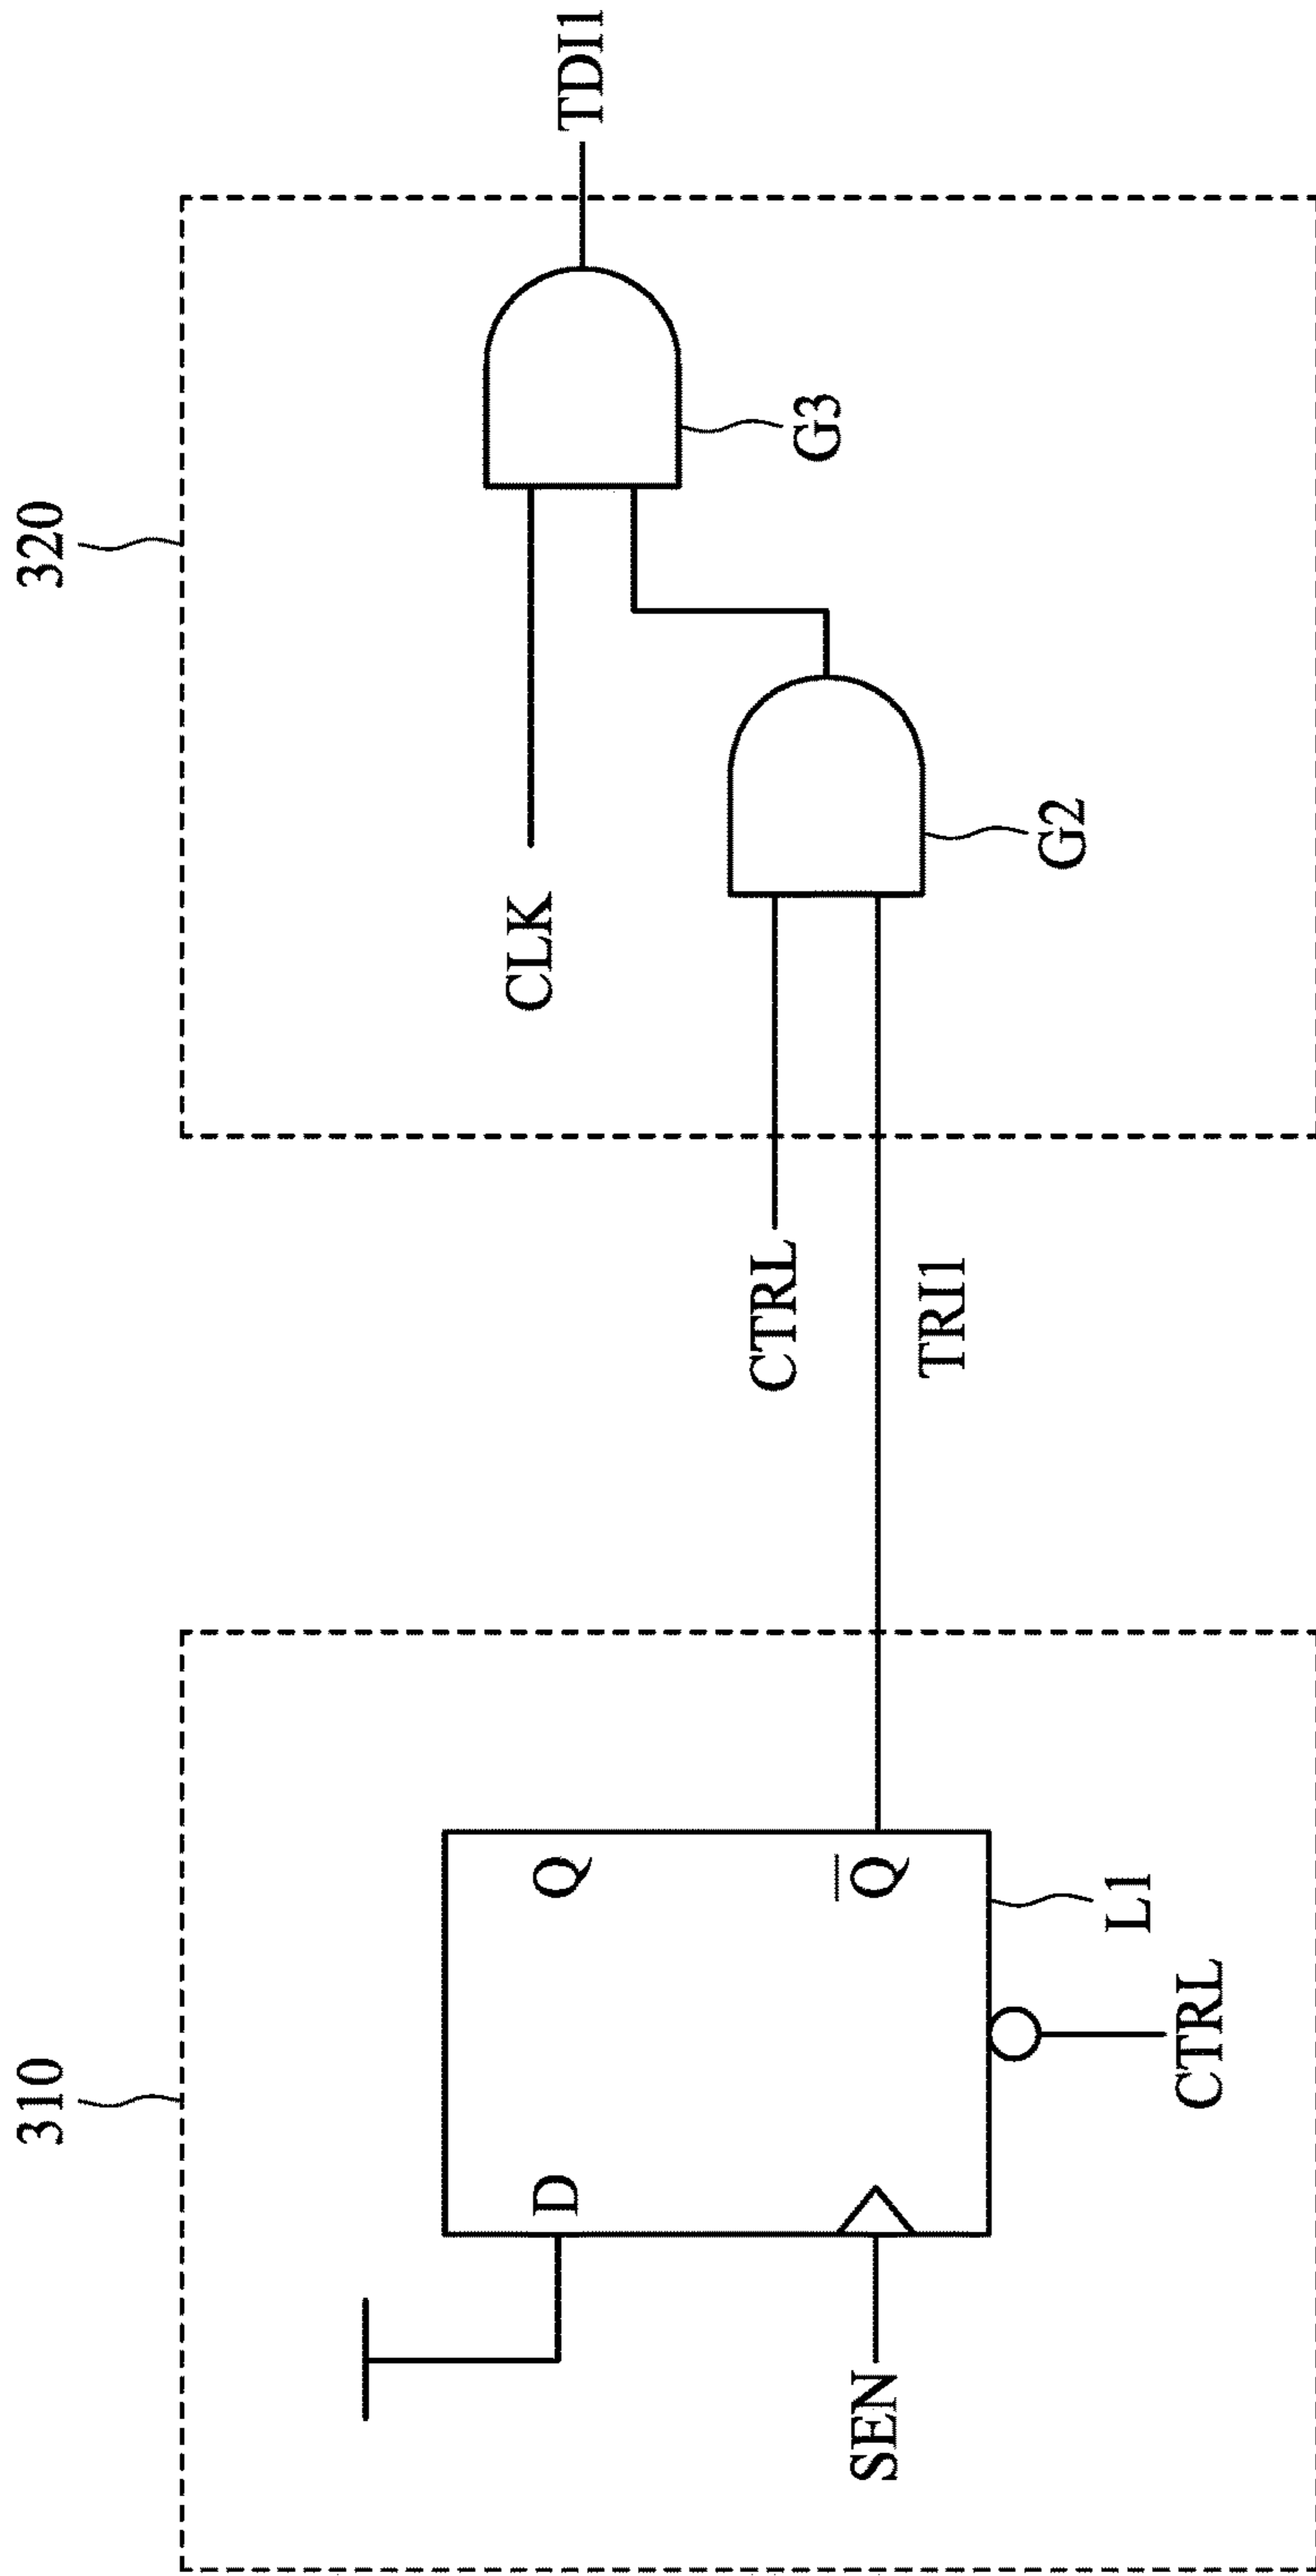 310
320
D
Q
SEN
Q̅
L1
CTRL
CTRL
TRI1
CLK
G2
G3
TDI1